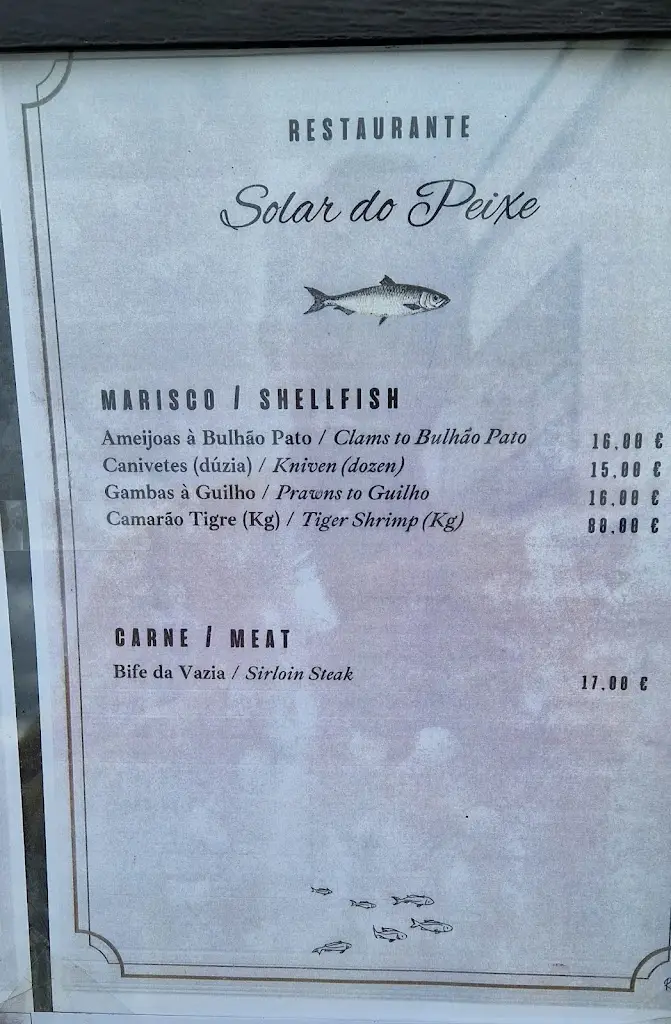 RESTAURANTE
Solar do Peixe
MARISCO / SHELLFISH
Ameijoas à Bulhão Pato / Clams to Bulhão Pato 16,00 €
Canivetes (dúzia) / Kniven (dozen) 15,00 €
Gambas à Guilho / Prawns to Guilho 16,00 €
Camarão Tigre (Kg) / Tiger Shrimp (Kg) 80,00 €
CARNE / MEAT
Bife da Vazia / Sirloin Steak 17,00 €